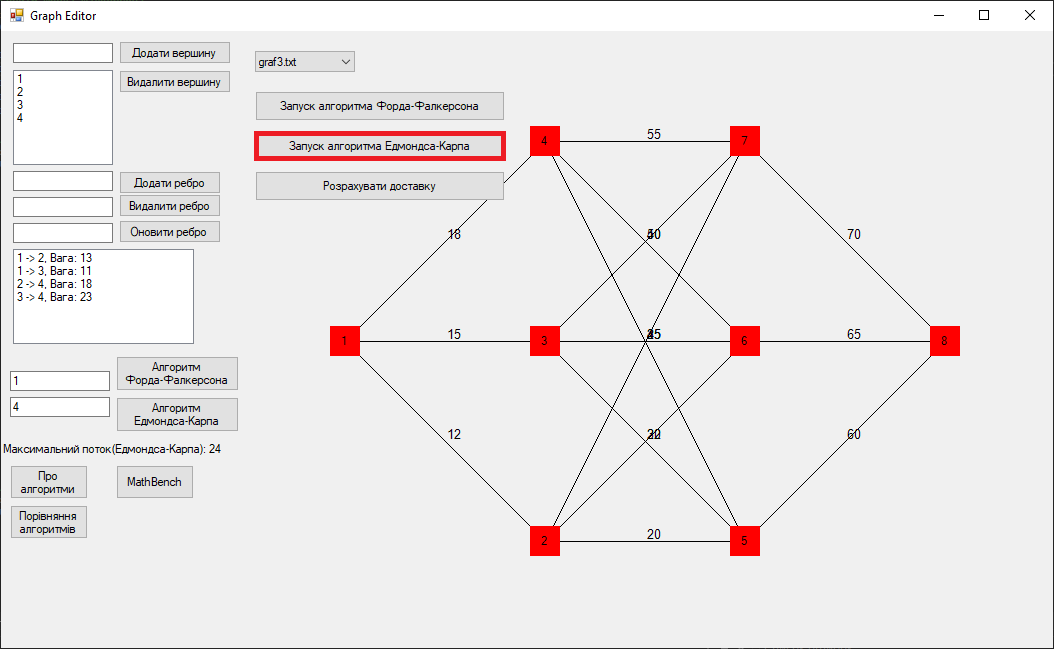 Graph Editor
Додати вершину
Видалити вершину
1
2
3
4
Додати ребро
Видалити ребро
Оновити ребро
1 -> 2, Вага: 13
1 -> 3, Вага: 11
2 -> 4, Вага: 18
3 -> 4, Вага: 23
1
Алгоритм
Форда-Фалкерсона
4
Алгоритм
Едмондса-Карпа
Максимальний поток(Едмондса-Карпа): 24
Про
алгоритми
MathBench
Порівняння
алгоритмів
graf3.txt
Запуск алгоритма Форда-Фалкерсона
Запуск алгоритма Едмондса-Карпа
Розрахувати доставку
4
55
7
18
70
1
15
3
6
65
8
12
60
2
20
5